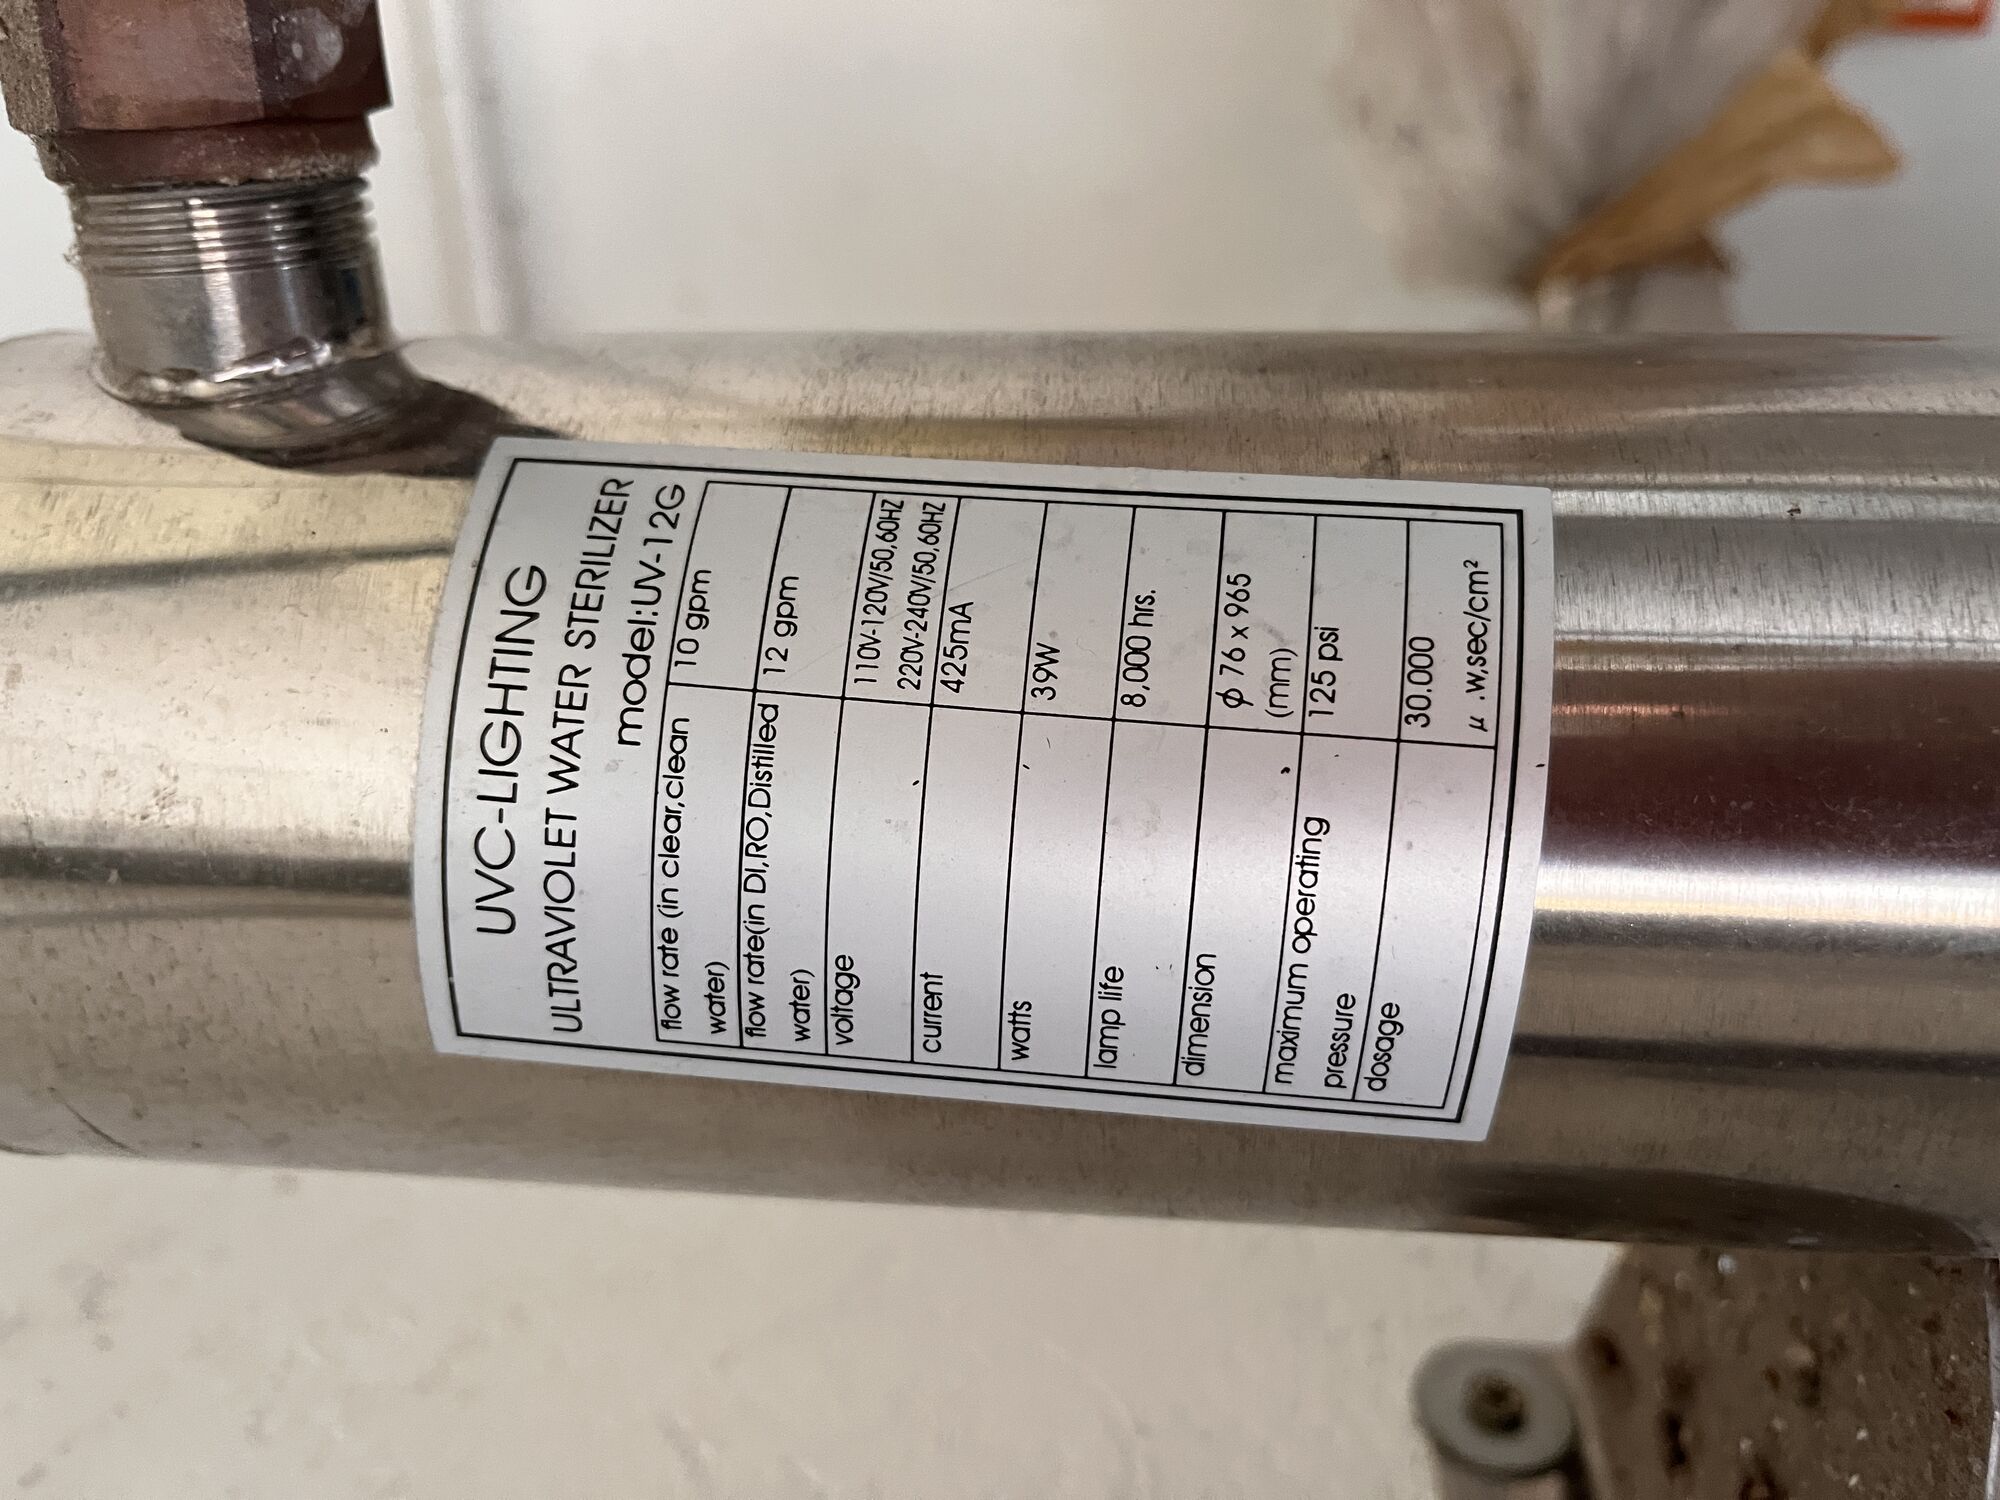 UVC-LIGHTING
ULTRAVIOLET WATER STERILIZER
model:UV-12G
flow rate (in clear,clean water) 10 gpm
flow rate(in DI,RO,Distilled water) 12 gpm
voltage 110V-120V/50,60HZ
220V-240V/50,60HZ
current 425mA
watts 39W
lamp life 8,000 hrs.
dimension ϕ 76 x 965
(mm)
maximum operating pressure 125 psi
dosage 30.000
μ .W,sec/cm²